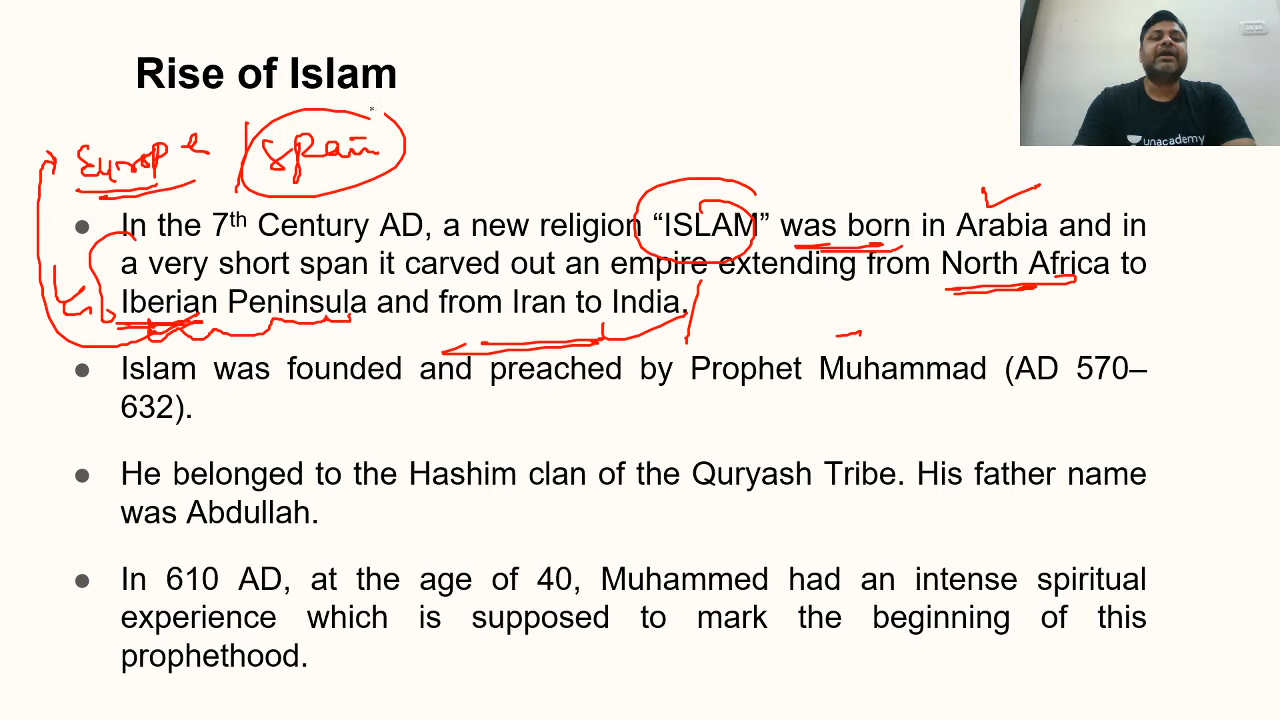 Rise of Islam
unacademy
Europe | Spain
● In the 7th Century AD, a new religion “ISLAM” was born in Arabia and in
a very short span it carved out an empire extending from North Africa to
Iberian Peninsula and from Iran to India.
● Islam was founded and preached by Prophet Muhammad (AD 570–
632).
● He belonged to the Hashim clan of the Quryash Tribe. His father name
was Abdullah.
● In 610 AD, at the age of 40, Muhammed had an intense spiritual
experience which is supposed to mark the beginning of this
prophethood.